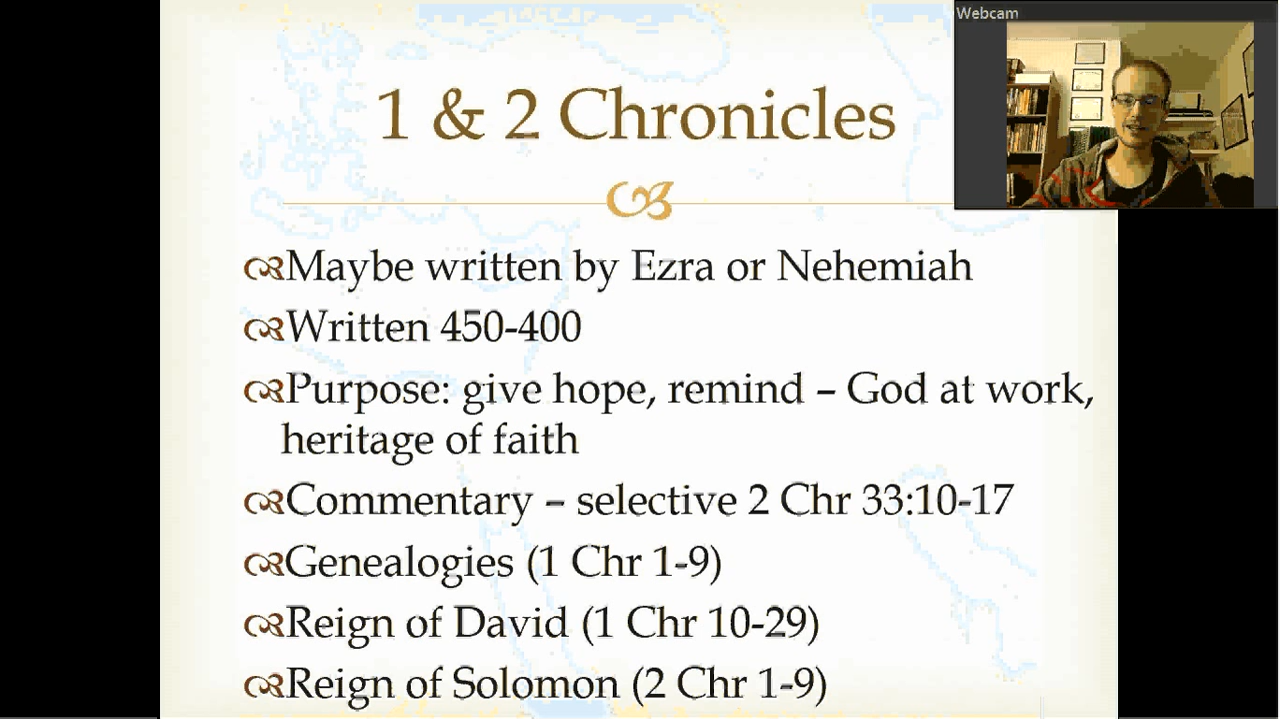 Webcam
1 & 2 Chronicles
Maybe written by Ezra or Nehemiah
Written 450-400
Purpose: give hope, remind – God at work,
heritage of faith
Commentary – selective 2 Chr 33:10-17
Genealogies (1 Chr 1-9)
Reign of David (1 Chr 10-29)
Reign of Solomon (2 Chr 1-9)